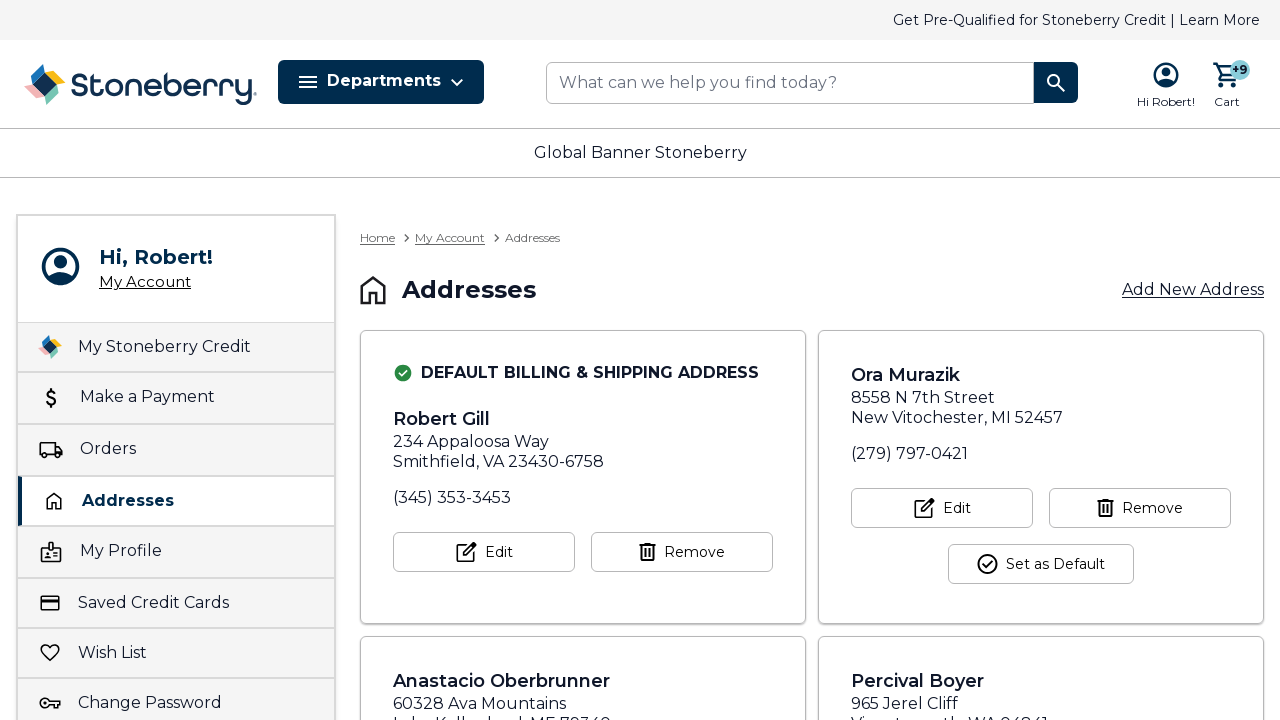 Get Pre-Qualified for Stoneberry Credit | Learn More
Stoneberry
Departments
What can we help you find today?
Hi Robert!
+9
Cart
Global Banner Stoneberry
Hi, Robert!
My Account
My Stoneberry Credit
Make a Payment
Orders
Addresses
My Profile
Saved Credit Cards
Wish List
Change Password
Home > My Account > Addresses
Addresses
Add New Address
DEFAULT BILLING & SHIPPING ADDRESS
Robert Gill
234 Appaloosa Way
Smithfield, VA 23430-6758
(345) 353-3453
Edit
Remove
Ora Murazik
8558 N 7th Street
New Vitochester, MI 52457
(279) 797-0421
Edit
Remove
Set as Default
Anastacio Oberbrunner
60328 Ava Mountains
Percival Boyer
965 Jerel Cliff